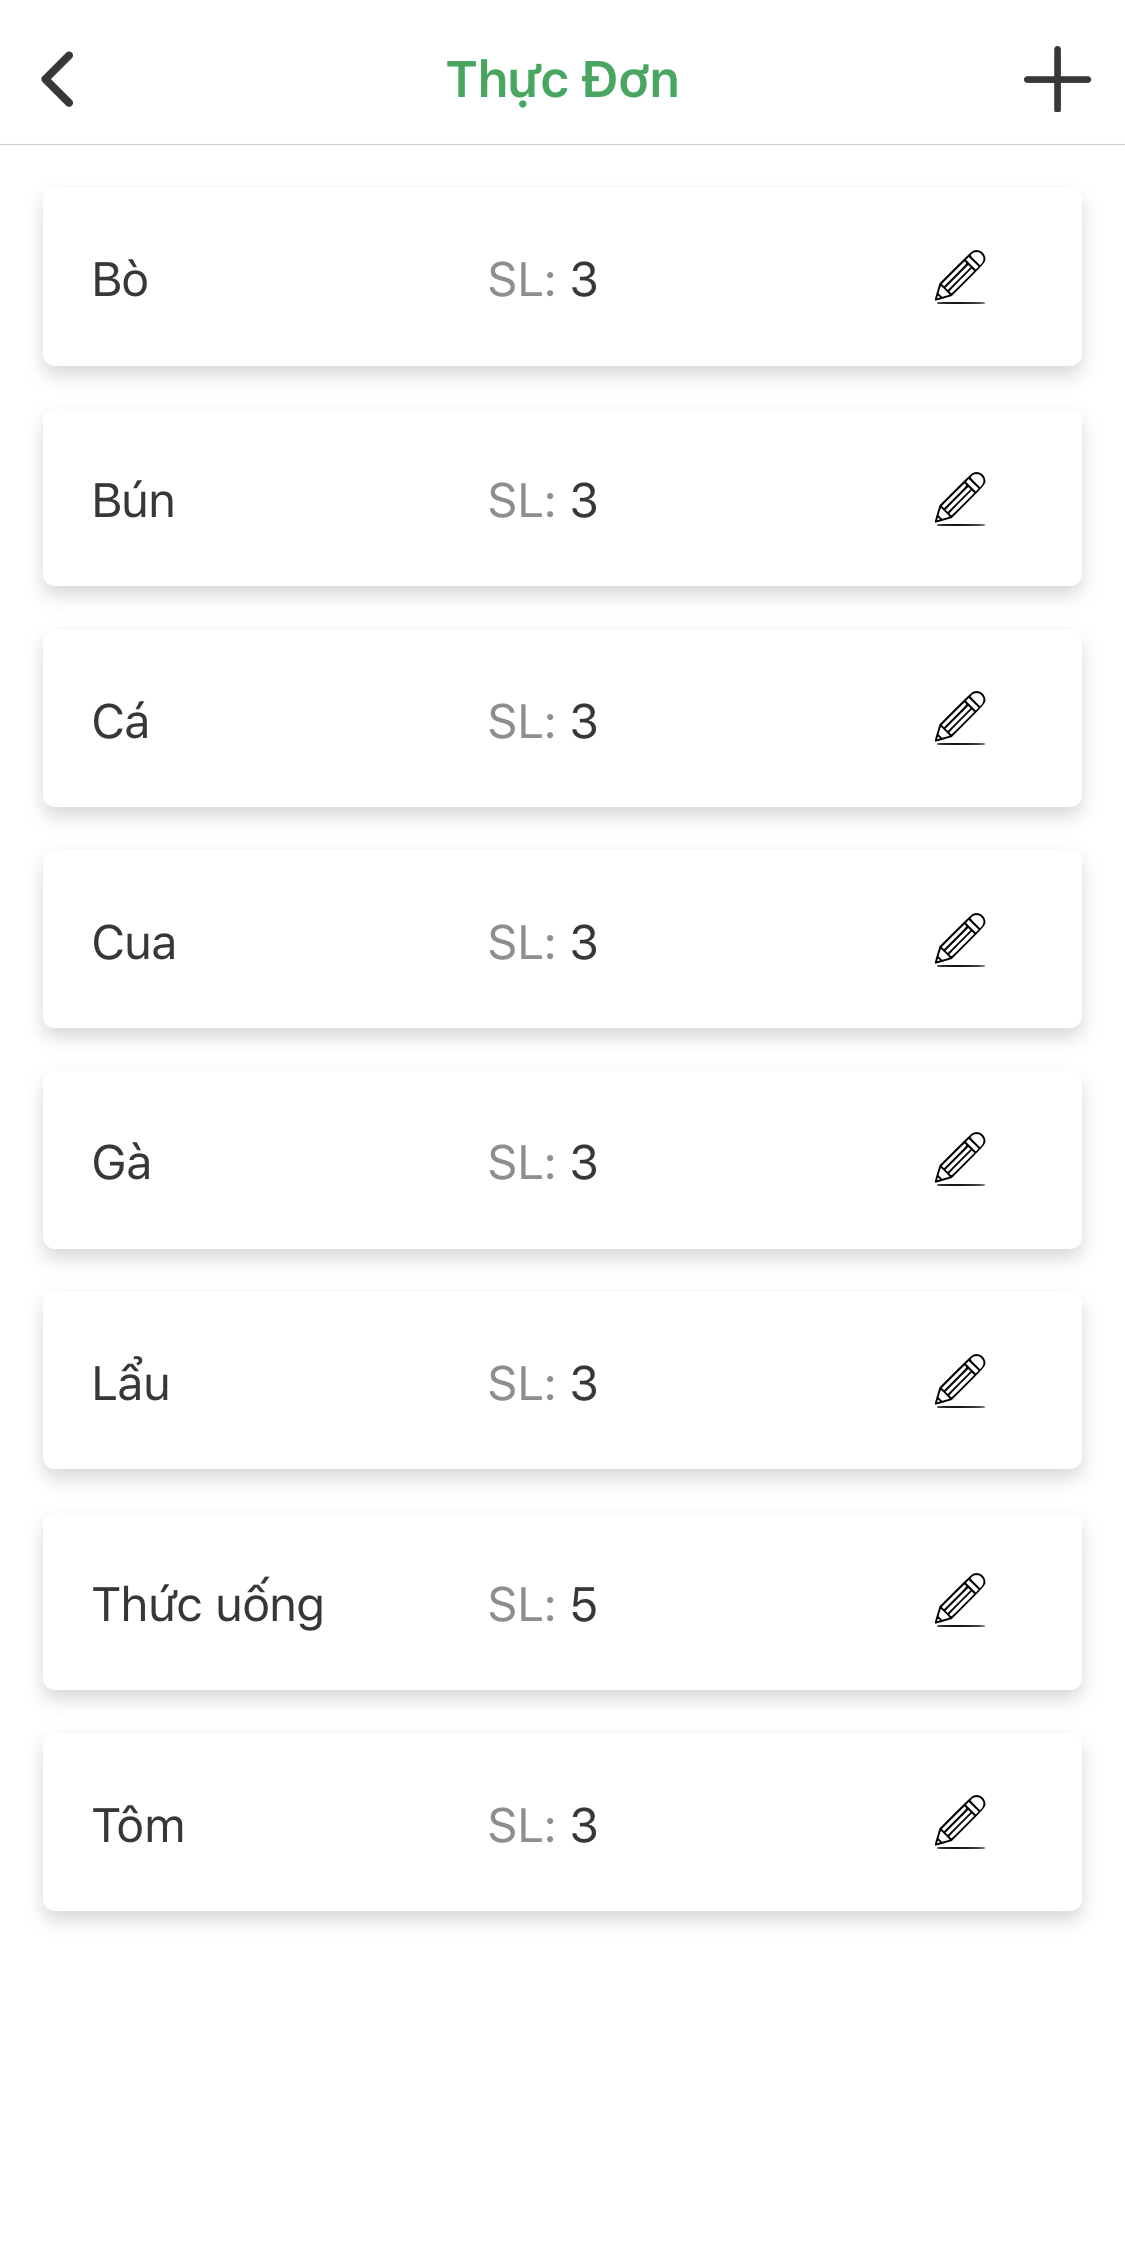 Thực Đơn
Bò SL: 3
Bún SL: 3
Cá SL: 3
Cua SL: 3
Gà SL: 3
Lẩu SL: 3
Thức uống SL: 5
Tôm SL: 3